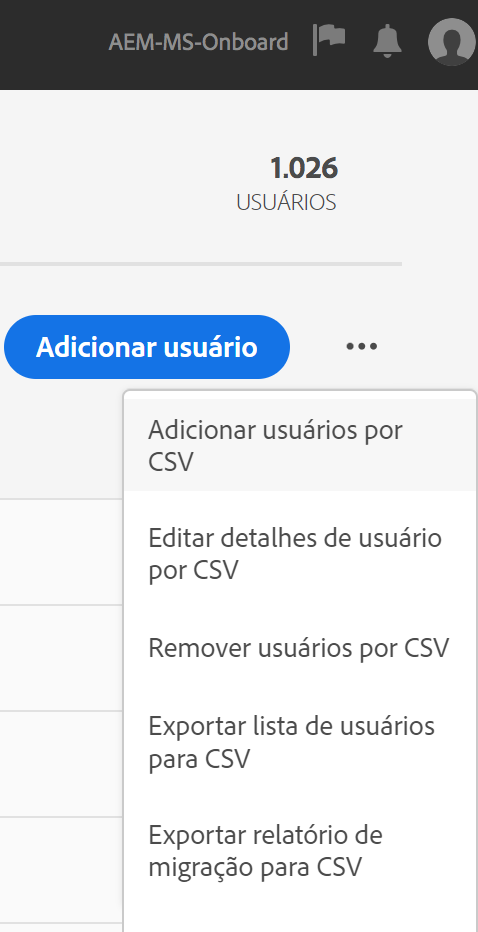 AEM-MS-Onboard
1.026
USUÁRIOS
Adicionar usuário
Adicionar usuários por
CSV
Editar detalhes de usuário
por CSV
Remover usuários por CSV
Exportar lista de usuários
para CSV
Exportar relatório de
migração para CSV